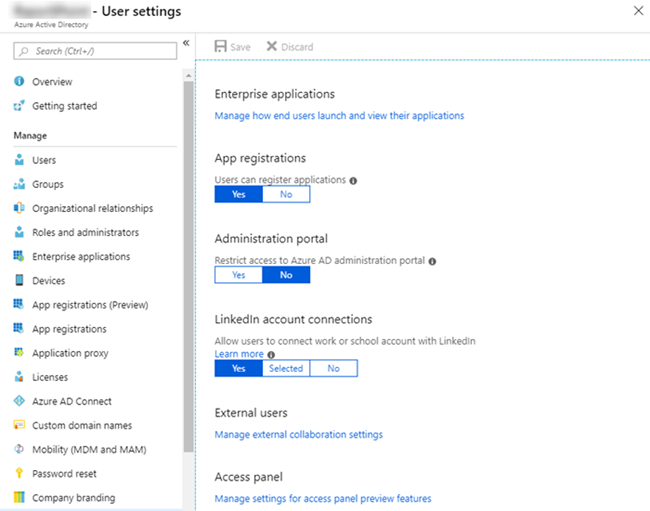 - User settings
Azure Active Directory
Search (Ctrl+/)
«
Overview
Getting started
Manage
Users
Groups
Organizational relationships
Roles and administrators
Enterprise applications
Devices
App registrations (Preview)
App registrations
Application proxy
Licenses
Azure AD Connect
Custom domain names
Mobility (MDM and MAM)
Password reset
Company branding
Save Discard
Enterprise applications
Manage how end users launch and view their applications
App registrations
Users can register applications
Yes No
Administration portal
Restrict access to Azure AD administration portal
Yes No
LinkedIn account connections
Allow users to connect work or school account with LinkedIn
Learn more
Yes Selected No
External users
Manage external collaboration settings
Access panel
Manage settings for access panel preview features